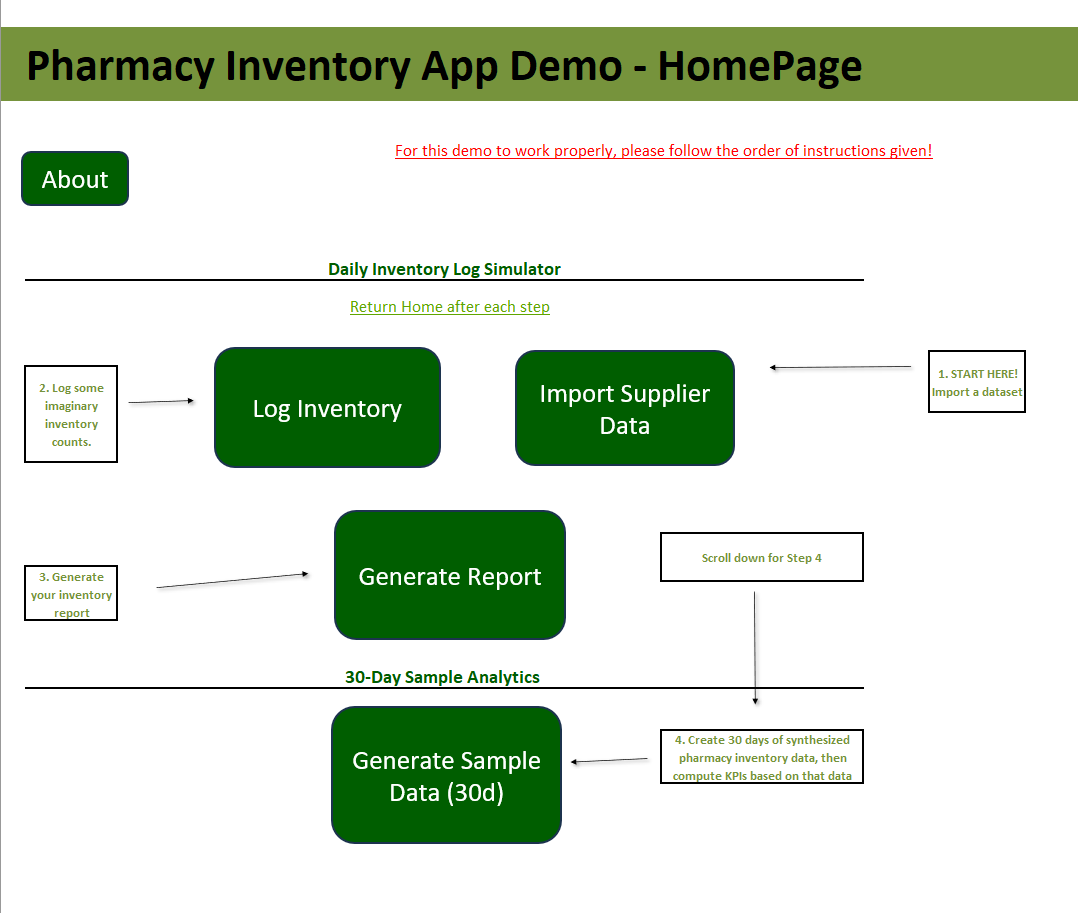 Pharmacy Inventory App Demo - HomePage
For this demo to work properly, please follow the order of instructions given!
About
Daily Inventory Log Simulator
Return Home after each step
2. Log some
imaginary
inventory
counts.
Log Inventory
Import Supplier
Data
1. START HERE!
Import a dataset
3. Generate
your inventory
report
Generate Report
Scroll down for Step 4
30-Day Sample Analytics
Generate Sample
Data (30d)
4. Create 30 days of synthesized
pharmacy inventory data, then
compute KPIs based on that data